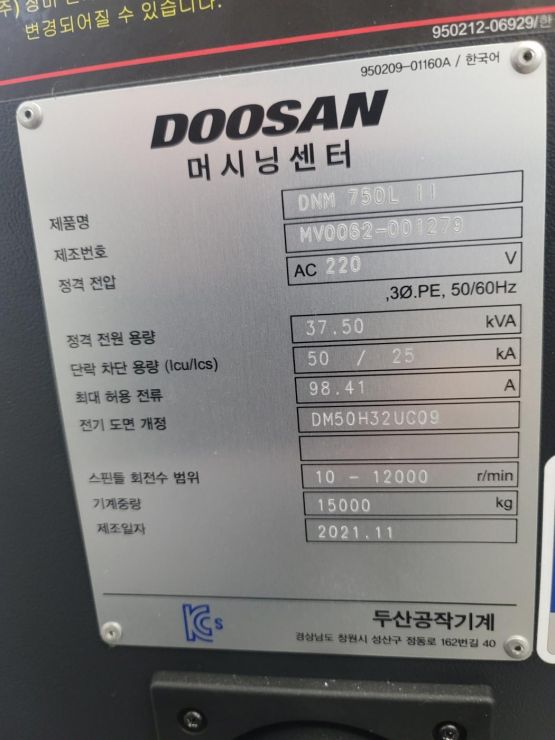 주) 장비
변경되어질 수 있습니다.
950212-06929/한
950209-01160A / 한국어
DOOSAN
머시닝센터
제품명 DNM 750L II
제조번호 MV0062-001279
정격 전압 AC 220 V
,3Ø.PE, 50/60Hz
정격 전원 용량 37.50 kVA
단락 차단 용량 (Icu/Ics) 50 / 25 kA
최대 허용 전류 98.41 A
전기 도면 개정 DM50H32UC09
스핀들 회전수 범위 10 - 12000 r/min
기계중량 15000 kg
제조일자 2021.11
KCs 두산공작기계
경상남도 창원시 성산구 정동로 162번길 40